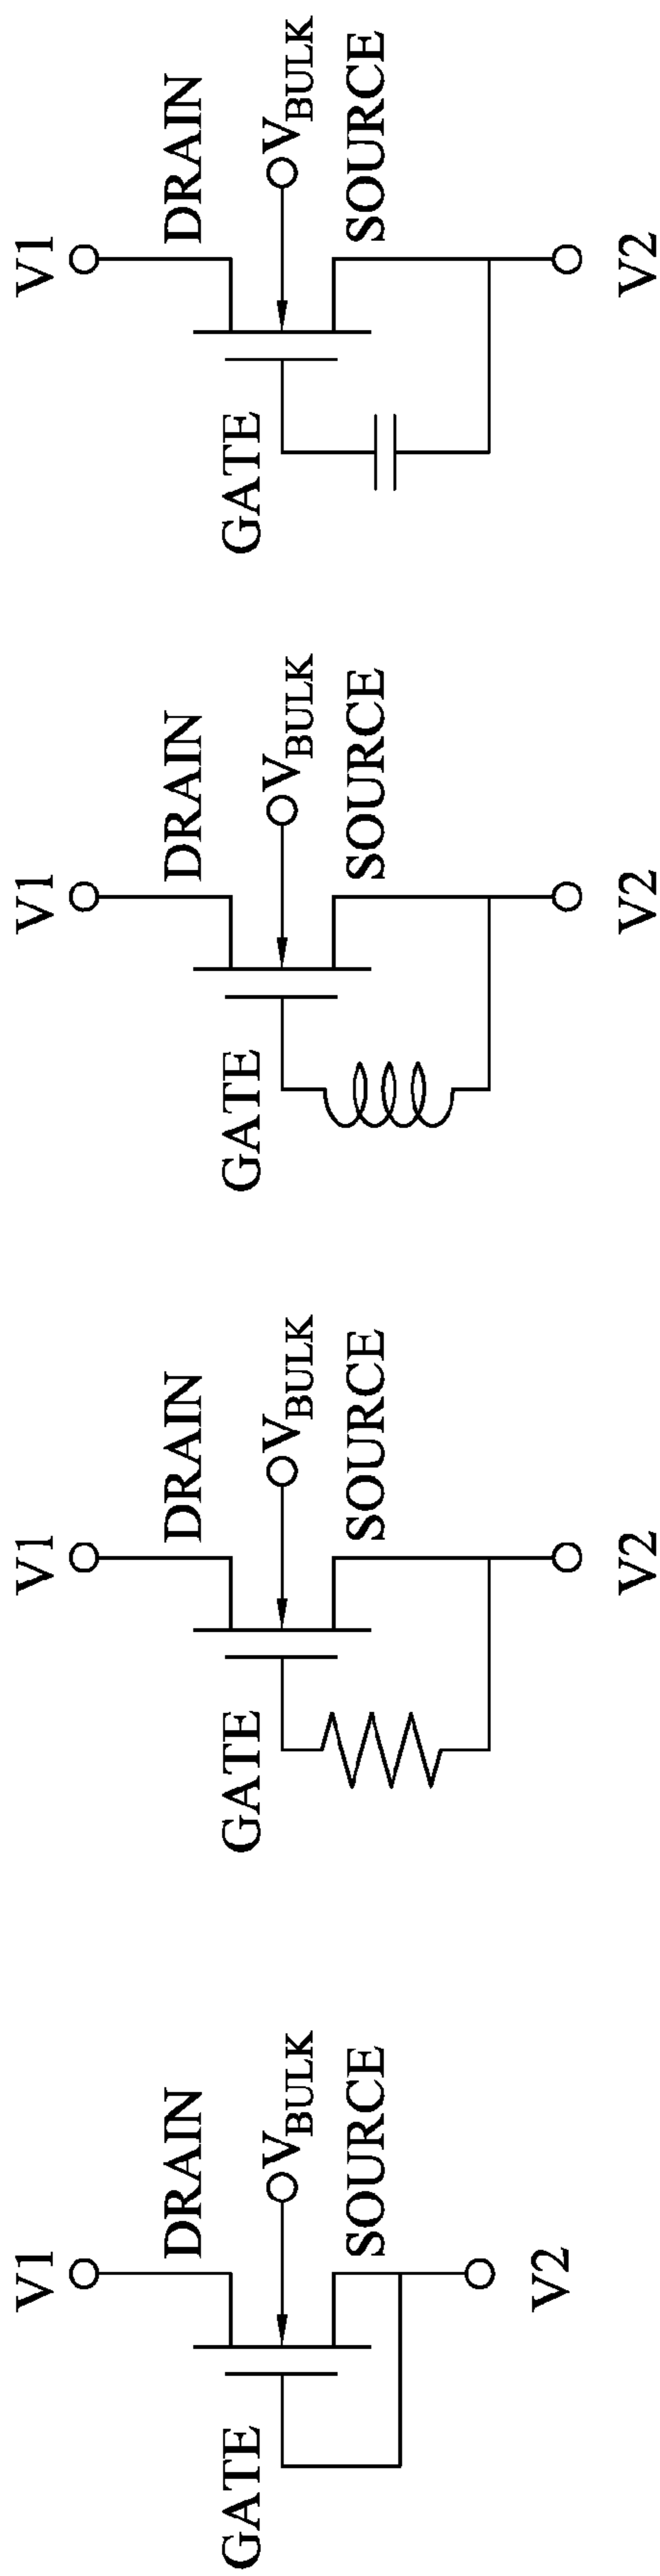 V1
DRAIN
GATE
VBULK
SOURCE
V2
V1
DRAIN
GATE
VBULK
SOURCE
V2
V1
DRAIN
GATE
VBULK
SOURCE
V2
V1
DRAIN
GATE
VBULK
SOURCE
V2